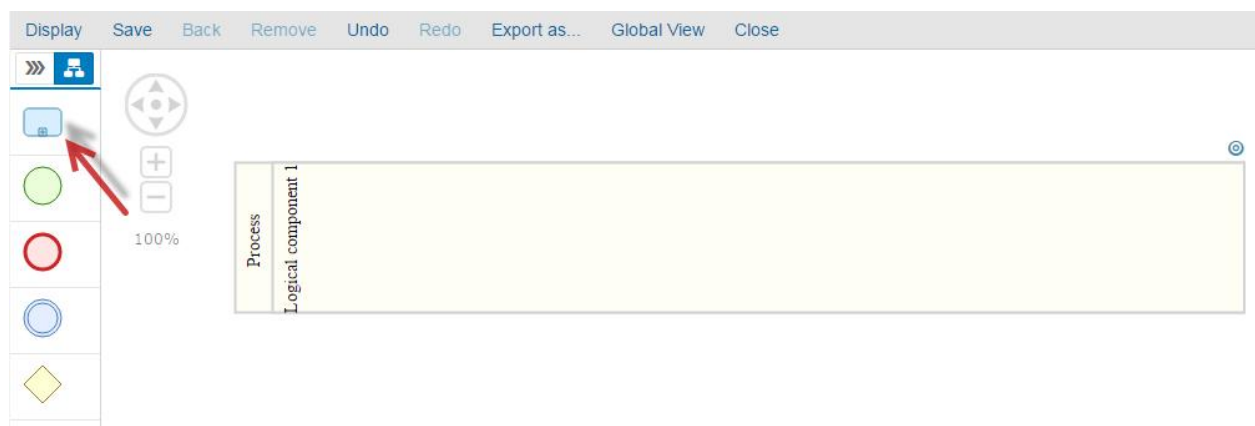 Display Save Back Remove Undo Redo Export as... Global View Close
100%
Process
Logical component 1